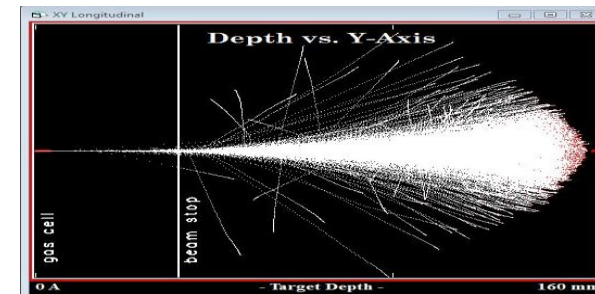 XY Longitudinal
Depth vs. Y-Axis
gas cell
beam stop
0 A - Target Depth - 160 mm